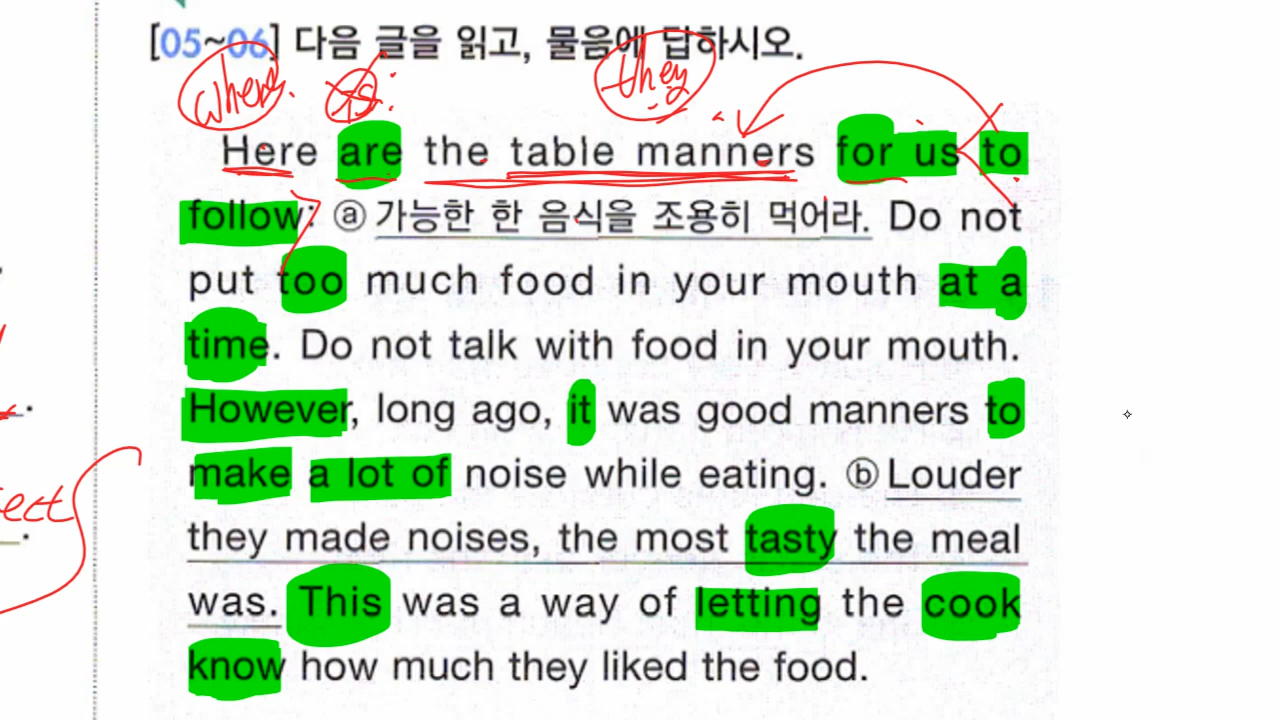 [05~06] 다음 글을 읽고, 물음에 답하시오.
where is they
Here are the table manners for us to
follow: ⓐ 가능한 한 음식을 조용히 먹어라. Do not
put too much food in your mouth at a
time. Do not talk with food in your mouth.
However, long ago, it was good manners to
make a lot of noise while eating. ⓑ Louder
ect they made noises, the most tasty the meal
was. This was a way of letting the cook
know how much they liked the food.